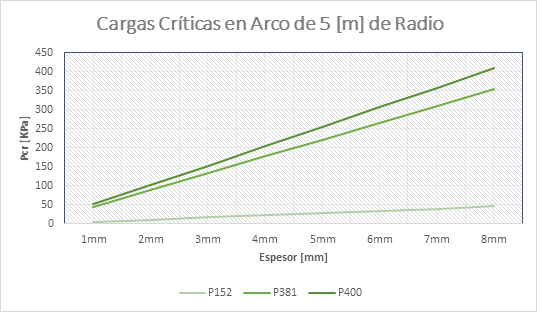 Cargas Críticas en Arco de 5 [m] de Radio
450
400
350
300
250
200
150
100
50
0
Pcr [KPa]
1mm 2mm 3mm 4mm 5mm 6mm 7mm 8mm
Espesor [mm]
P152 P381 P400